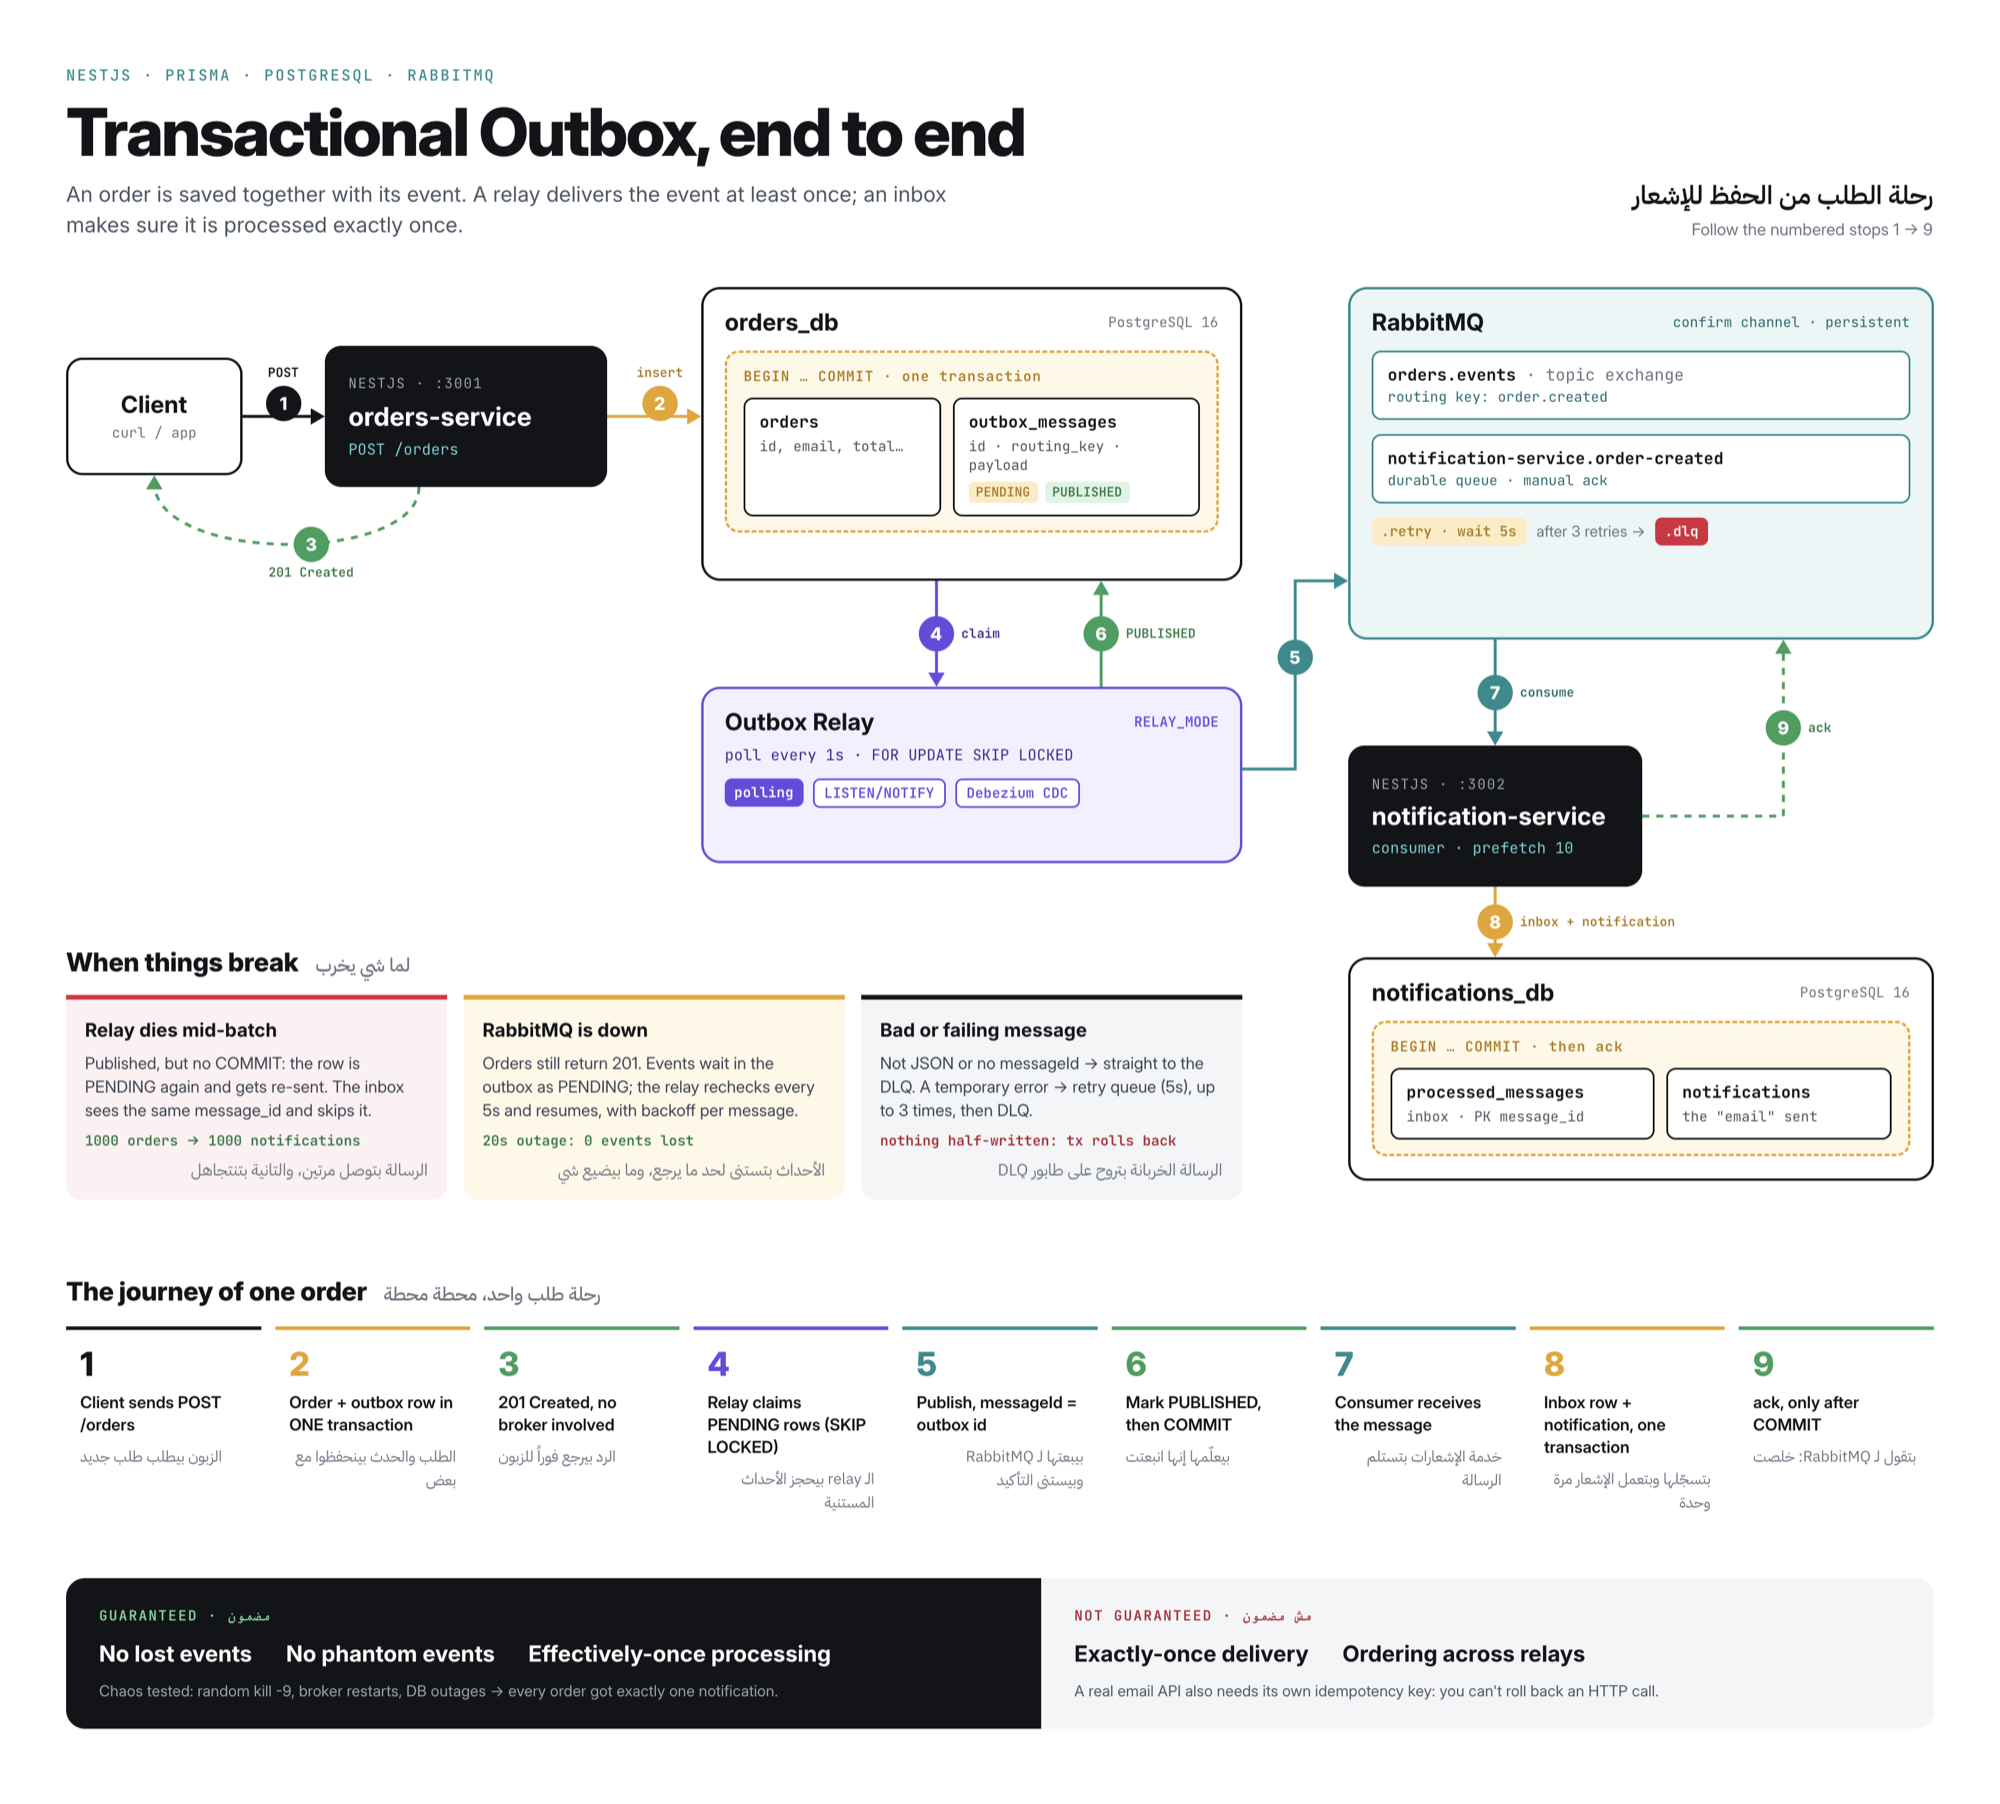 NESTJS · PRISMA · POSTGRESQL · RABBITMQ
Transactional Outbox, end to end
An order is saved together with its event. A relay delivers the event at least once; an inbox
makes sure it is processed exactly once.
رحلة الطلب من الحفظ للإشعار
Follow the numbered stops 1 → 9
Client
curl / app
POST
1
NESTJS · :3001
orders-service
POST /orders
insert
2
3
201 Created
orders_db
PostgreSQL 16
BEGIN … COMMIT · one transaction
orders
id, email, total…
outbox_messages
id · routing_key ·
payload
PENDING
PUBLISHED
4
claim
6
PUBLISHED
Outbox Relay
RELAY_MODE
poll every 1s · FOR UPDATE SKIP LOCKED
polling
LISTEN/NOTIFY
Debezium CDC
5
RabbitMQ
confirm channel · persistent
orders.events · topic exchange
routing key: order.created
notification-service.order-created
durable queue · manual ack
.retry · wait 5s
after 3 retries →
.dlq
7
consume
9
ack
NESTJS · :3002
notification-service
consumer · prefetch 10
8
inbox + notification
notifications_db
PostgreSQL 16
BEGIN … COMMIT · then ack
processed_messages
inbox · PK message_id
notifications
the "email" sent
When things break
لما شي يخرب
Relay dies mid-batch
Published, but no COMMIT: the row is
PENDING again and gets re-sent. The inbox
sees the same message_id and skips it.
1000 orders → 1000 notifications
الرسالة بتوصل مرتين، والتانية بتنتجاهل
RabbitMQ is down
Orders still return 201. Events wait in the
outbox as PENDING; the relay rechecks every
5s and resumes, with backoff per message.
20s outage: 0 events lost
الأحداث بتستنى لحد ما يرجع، وما بيضيع شي
Bad or failing message
Not JSON or no messageId → straight to the
DLQ. A temporary error → retry queue (5s), up
to 3 times, then DLQ.
nothing half-written: tx rolls back
الرسالة الخربانة بتروح على طابور DLQ
The journey of one order
رحلة طلب واحد، محطة محطة
1
Client sends POST
/orders
الزبون بيطلب طلب جديد
2
Order + outbox row in
ONE transaction
الطلب والحدث بينحفظوا مع
بعض
3
201 Created, no
broker involved
الرد بيرجع فوراً للزبون
4
Relay claims
PENDING rows (SKIP
LOCKED)
الـ relay بيحجز الأحداث
المستنية
5
Publish, messageId =
outbox id
بيبعتها لـ RabbitMQ
وبيستنى التأكيد
6
Mark PUBLISHED,
then COMMIT
بيعلّمها إنها انبعتت
7
Consumer receives
the message
خدمة الإشعارات بتستلم
الرسالة
8
Inbox row +
notification, one
transaction
بتسجّلها وبتعمل الإشعار مرة
وحدة
9
ack, only after
COMMIT
بتقول لـ RabbitMQ: خلصت
GUARANTEED · مضمون
No lost events
No phantom events
Effectively-once processing
Chaos tested: random kill -9, broker restarts, DB outages → every order got exactly one notification.
NOT GUARANTEED · مش مضمون
Exactly-once delivery
Ordering across relays
A real email API also needs its own idempotency key: you can't roll back an HTTP call.